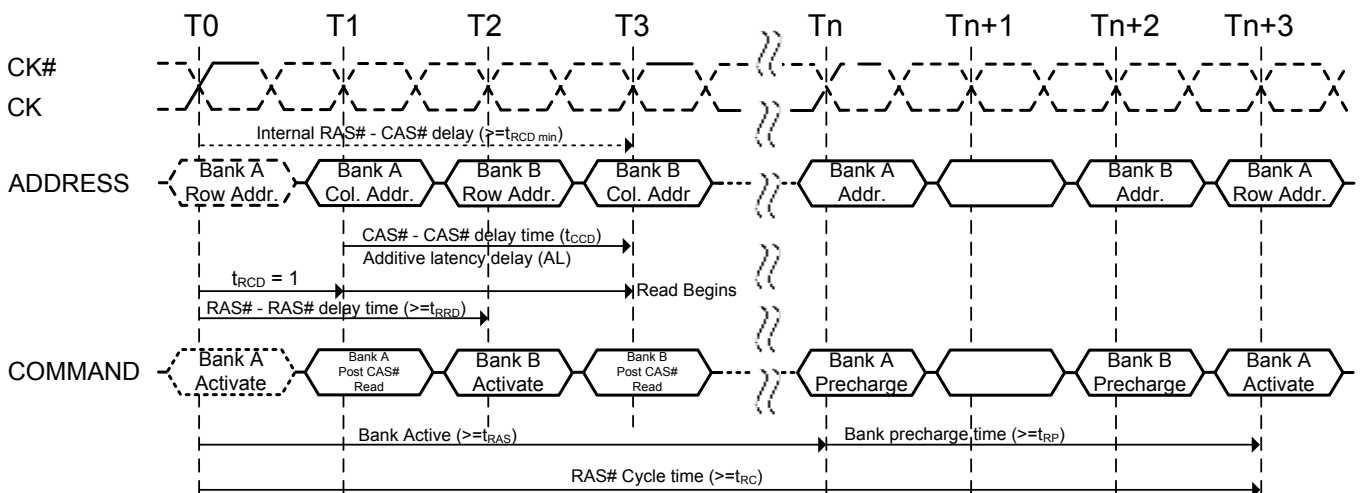 T0 T1 T2 T3 Tn Tn+1 Tn+2 Tn+3
CK#
CK
Internal RAS# - CAS# delay (>=tRCD min)
ADDRESS
Bank A
Row Addr.
Bank A
Col. Addr.
Bank B
Row Addr.
Bank B
Col. Addr
Bank A
Addr.
Bank B
Addr.
Bank A
Row Addr.
CAS# - CAS# delay time (tCCD)
Additive latency delay (AL)
tRCD = 1
Read Begins
RAS# - RAS# delay time (>=tRRD)
COMMAND
Bank A
Activate
Bank A
Post CAS#
Read
Bank B
Activate
Bank B
Post CAS#
Read
Bank A
Precharge
Bank B
Precharge
Bank A
Activate
Bank Active (>=tRAS)
Bank precharge time (>=tRP)
RAS# Cycle time (>=tRC)